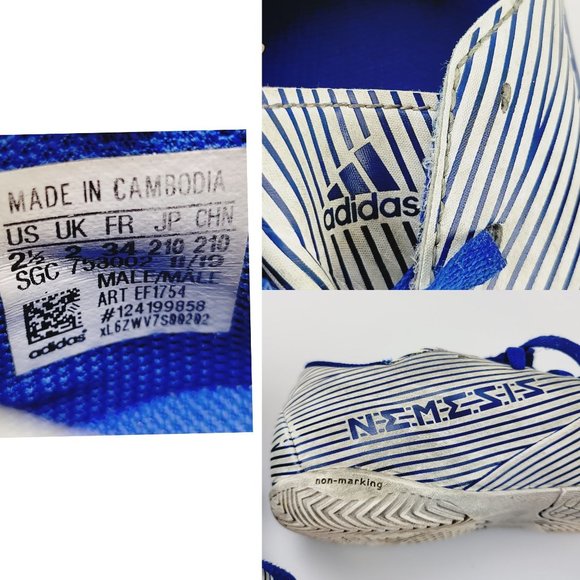 MADE IN CAMBODIA
US UK FR JP CHN
2½ 2 34 210 210
SGC 758002 11/19
MALE/MALE
ART EF1754
#124199858
xL6ZWV7S00202
adidas
adidas
N.E.M.E.S.I.S
non-marking